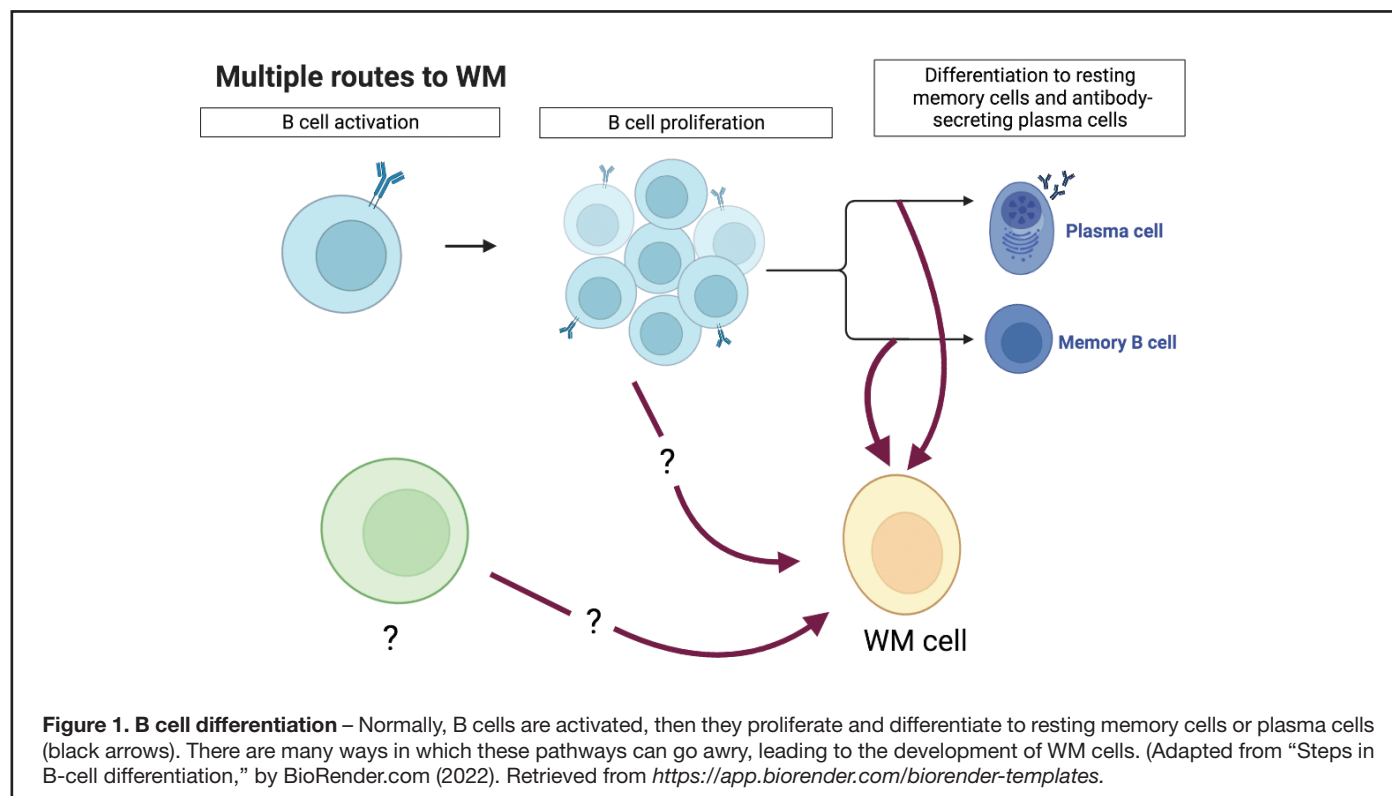 Multiple routes to WM
B cell activation
B cell proliferation
Differentiation to resting
memory cells and antibody-
secreting plasma cells
Plasma cell
Memory B cell
?
?
?
WM cell
Figure 1. B cell differentiation – Normally, B cells are activated, then they proliferate and differentiate to resting memory cells or plasma cells
(black arrows). There are many ways in which these pathways can go awry, leading to the development of WM cells. (Adapted from “Steps in
B-cell differentiation,” by BioRender.com (2022). Retrieved from https://app.biorender.com/biorender-templates.